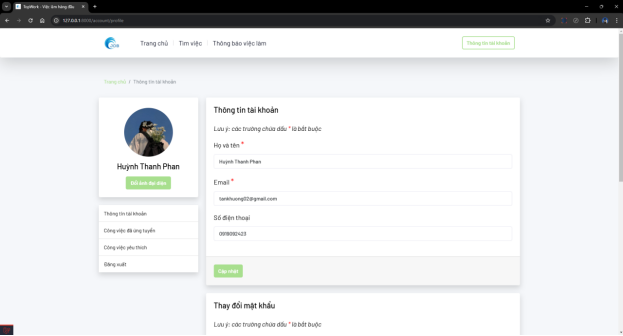 TopWork - Việc làm hàng đầu
127.0.0.1:8000/account/profile
JOB
Trang chủ
Tìm việc
Thông báo việc làm
Thông tin tài khoản
Trang chủ / Thông tin tài khoản
Huỳnh Thanh Phan
Đổi ảnh đại diện
Thông tin tài khoản
Công việc đã ứng tuyển
Công việc yêu thích
Đăng xuất
Thông tin tài khoản
Lưu ý: các trường chứa dấu * là bắt buộc
Họ và tên *
Huỳnh Thanh Phan
Email *
tankhuong02@gmail.com
Số điện thoại
0919092423
Cập nhật
Thay đổi mật khẩu
Lưu ý: các trường chứa dấu * là bắt buộc